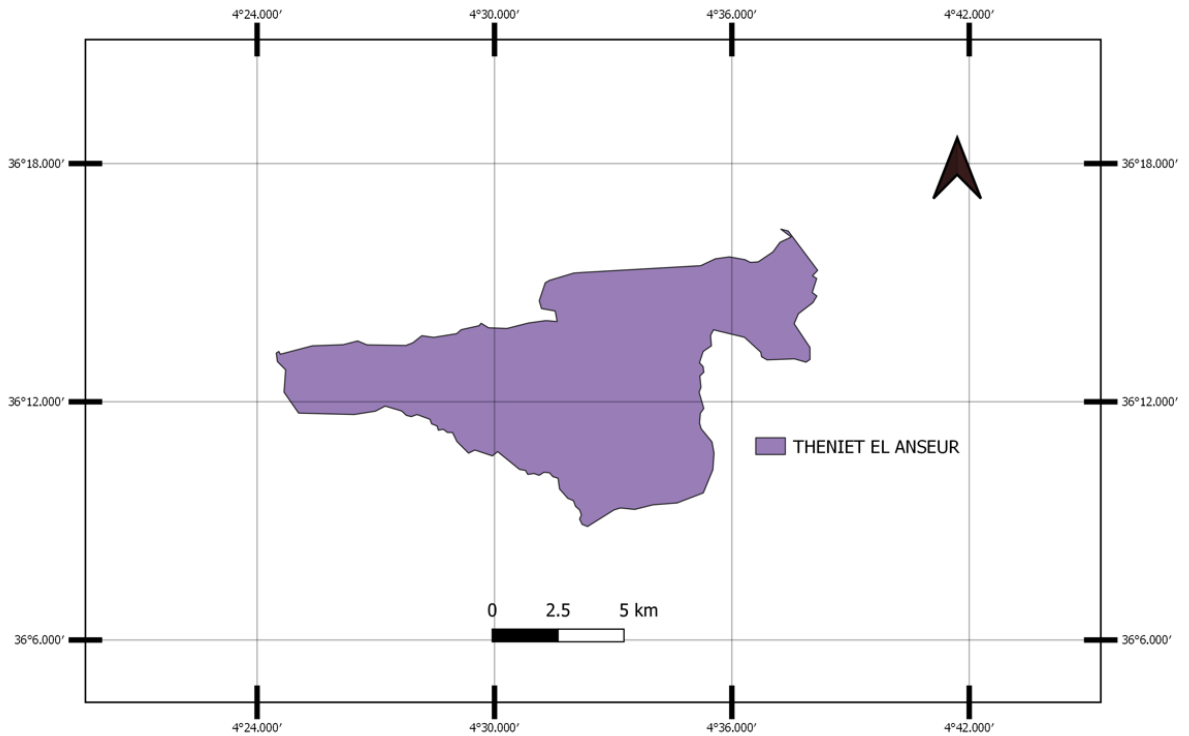 4°24.000′ 4°30.000′ 4°36.000′ 4°42.000′
36°18.000′ 36°18.000′
36°12.000′ 36°12.000′
THENIET EL ANSEUR
0 2.5 5 km
36°6.000′ 36°6.000′
4°24.000′ 4°30.000′ 4°36.000′ 4°42.000′